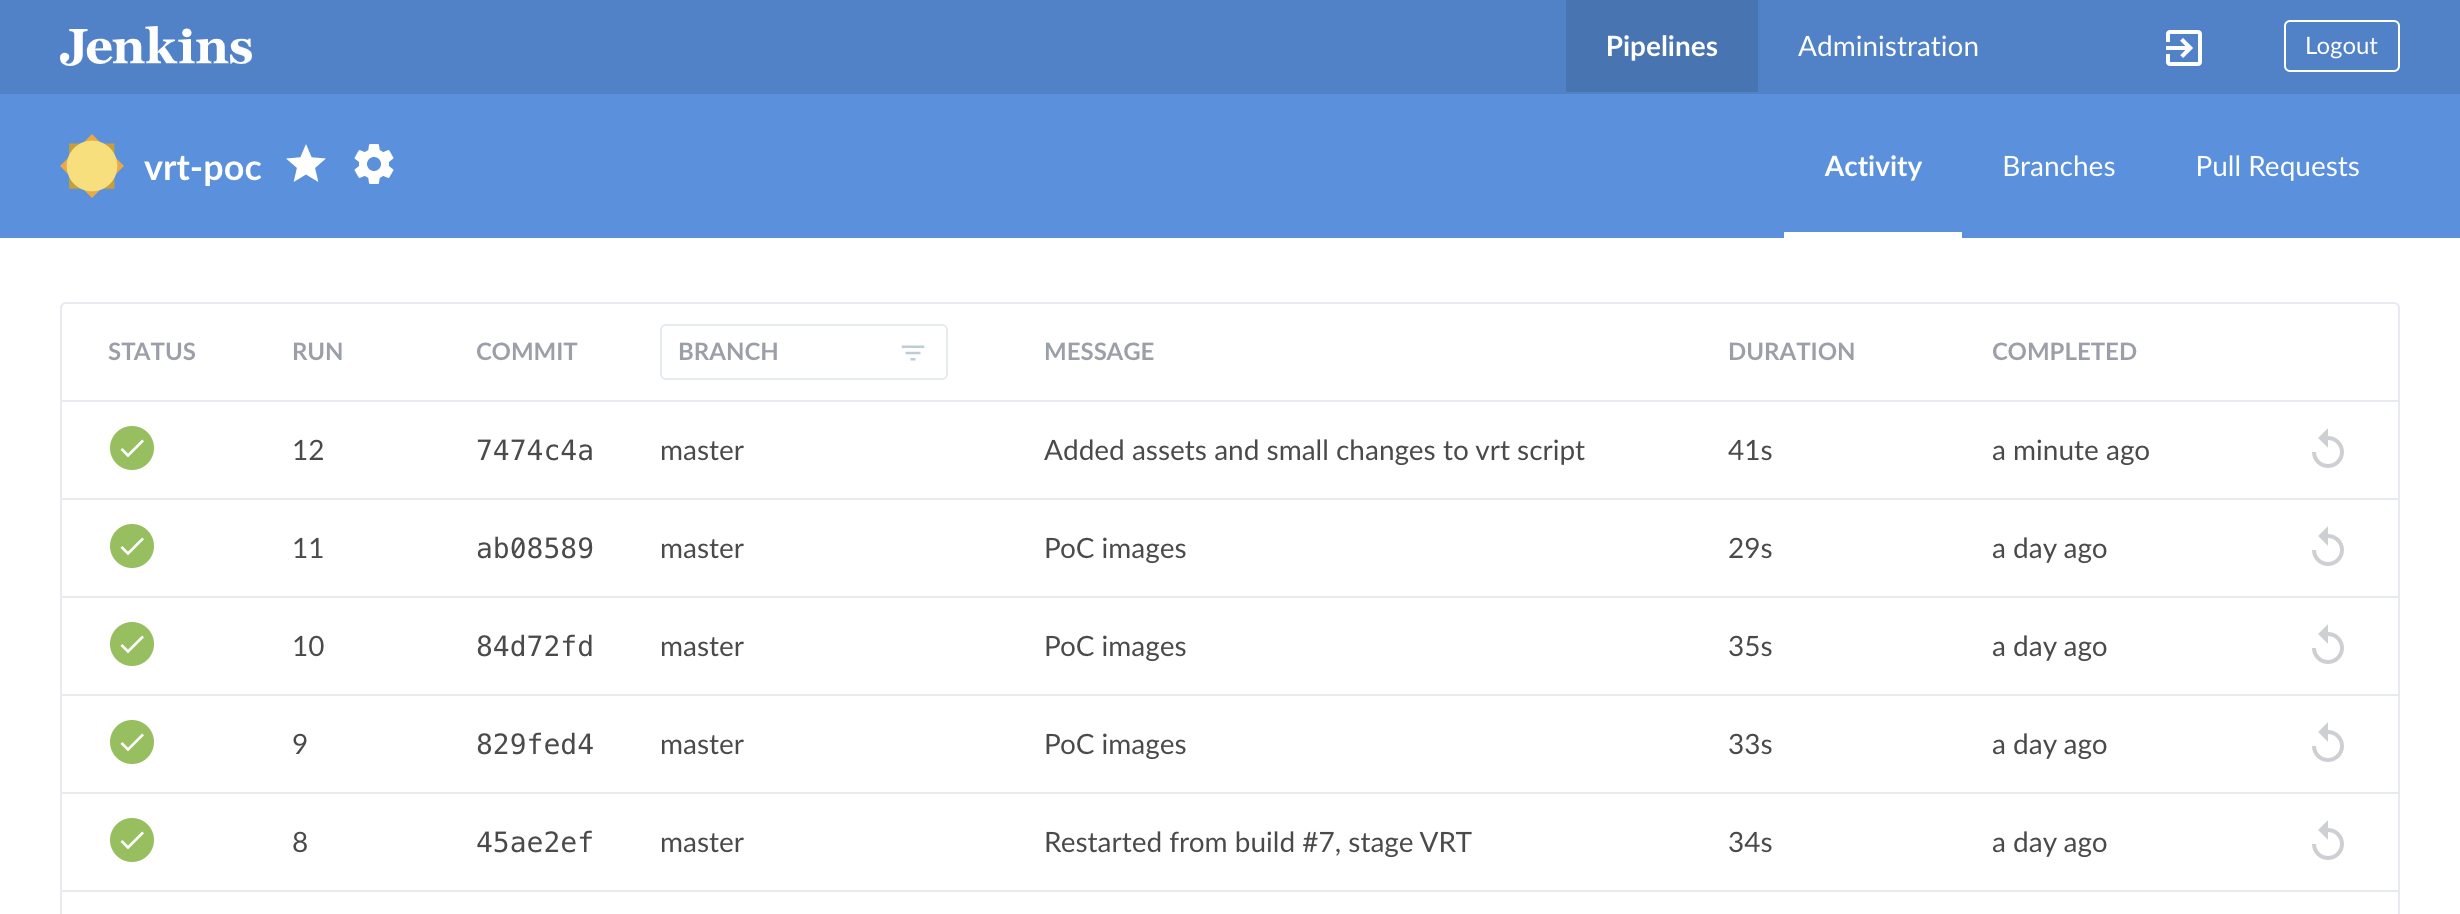 Jenkins Pipelines Administration Logout
vrt-poc Activity Branches Pull Requests
STATUS RUN COMMIT BRANCH MESSAGE DURATION COMPLETED
12 7474c4a master Added assets and small changes to vrt script 41s a minute ago
11 ab08589 master PoC images 29s a day ago
10 84d72fd master PoC images 35s a day ago
9 829fed4 master PoC images 33s a day ago
8 45ae2ef master Restarted from build #7, stage VRT 34s a day ago